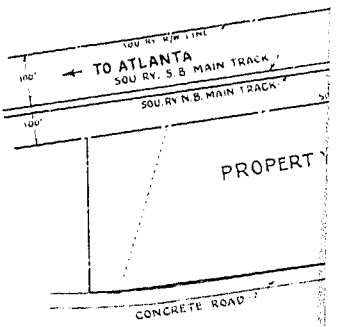 SOU RY R/W LINE
100'
← TO ATLANTA
SOU RY. S.B MAIN TRACK
SOU.RY N.B. MAIN TRACK
100'
PROPERTY
CONCRETE ROAD